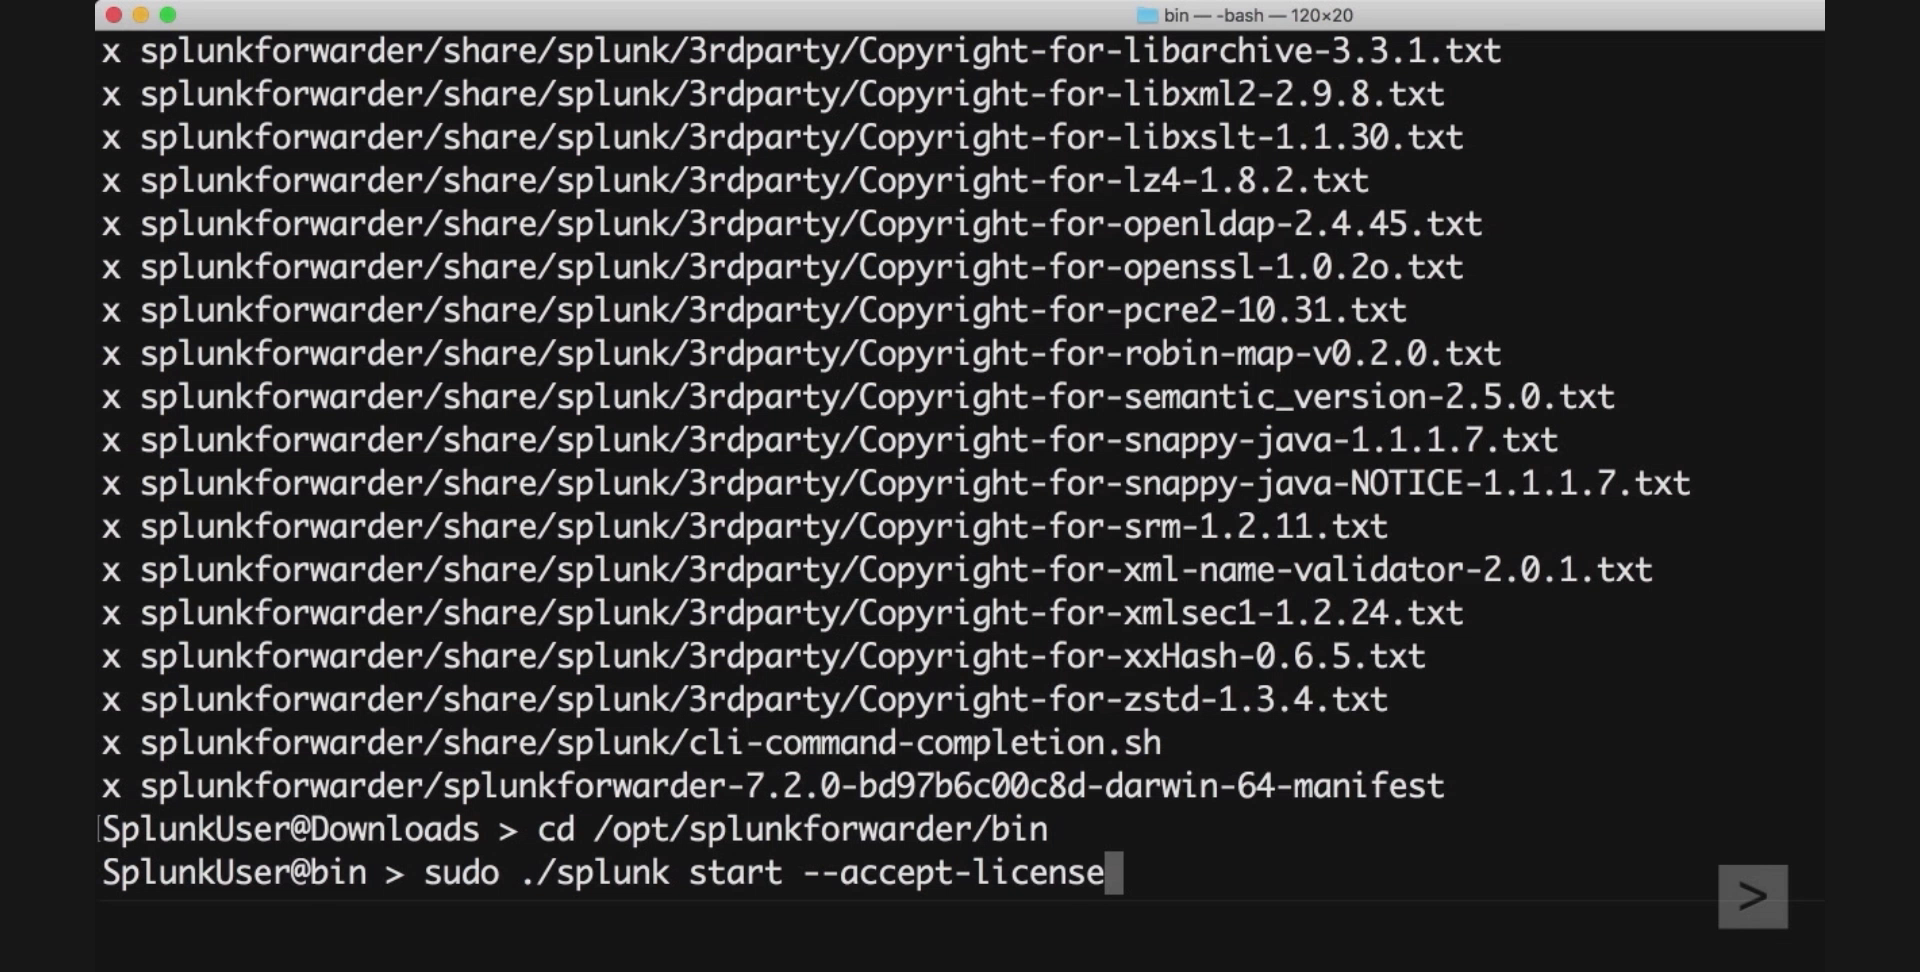 bin — -bash — 120×20
x splunkforwarder/share/splunk/3rdparty/Copyright-for-libarchive-3.3.1.txt
x splunkforwarder/share/splunk/3rdparty/Copyright-for-libxml2-2.9.8.txt
x splunkforwarder/share/splunk/3rdparty/Copyright-for-libxslt-1.1.30.txt
x splunkforwarder/share/splunk/3rdparty/Copyright-for-lz4-1.8.2.txt
x splunkforwarder/share/splunk/3rdparty/Copyright-for-openldap-2.4.45.txt
x splunkforwarder/share/splunk/3rdparty/Copyright-for-openssl-1.0.2o.txt
x splunkforwarder/share/splunk/3rdparty/Copyright-for-pcre2-10.31.txt
x splunkforwarder/share/splunk/3rdparty/Copyright-for-robin-map-v0.2.0.txt
x splunkforwarder/share/splunk/3rdparty/Copyright-for-semantic_version-2.5.0.txt
x splunkforwarder/share/splunk/3rdparty/Copyright-for-snappy-java-1.1.1.7.txt
x splunkforwarder/share/splunk/3rdparty/Copyright-for-snappy-java-NOTICE-1.1.1.7.txt
x splunkforwarder/share/splunk/3rdparty/Copyright-for-srm-1.2.11.txt
x splunkforwarder/share/splunk/3rdparty/Copyright-for-xml-name-validator-2.0.1.txt
x splunkforwarder/share/splunk/3rdparty/Copyright-for-xmlsec1-1.2.24.txt
x splunkforwarder/share/splunk/3rdparty/Copyright-for-xxHash-0.6.5.txt
x splunkforwarder/share/splunk/3rdparty/Copyright-for-zstd-1.3.4.txt
x splunkforwarder/share/splunk/cli-command-completion.sh
x splunkforwarder/splunkforwarder-7.2.0-bd97b6c00c8d-darwin-64-manifest
SplunkUser@Downloads > cd /opt/splunkforwarder/bin
SplunkUser@bin > sudo ./splunk start --accept-license
>